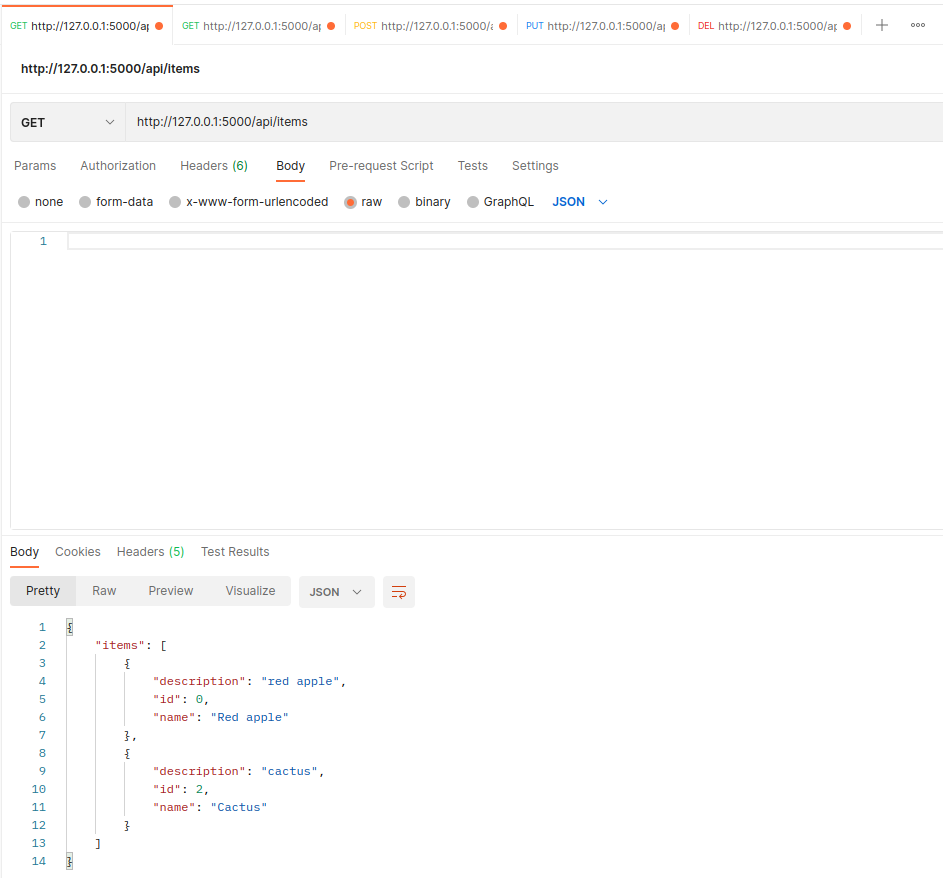 GET http://127.0.0.1:5000/ap GET http://127.0.0.1:5000/ap POST http://127.0.0.1:5000/a PUT http://127.0.0.1:5000/ap DEL http://127.0.0.1:5000/ap
http://127.0.0.1:5000/api/items
GET http://127.0.0.1:5000/api/items
Params Authorization Headers (6) Body Pre-request Script Tests Settings
none form-data x-www-form-urlencoded raw binary GraphQL JSON
1
Body Cookies Headers (5) Test Results
Pretty Raw Preview Visualize JSON
1 {
2 "items": [
3 {
4 "description": "red apple",
5 "id": 0,
6 "name": "Red apple"
7 },
8 {
9 "description": "cactus",
10 "id": 2,
11 "name": "Cactus"
12 }
13 ]
14 }